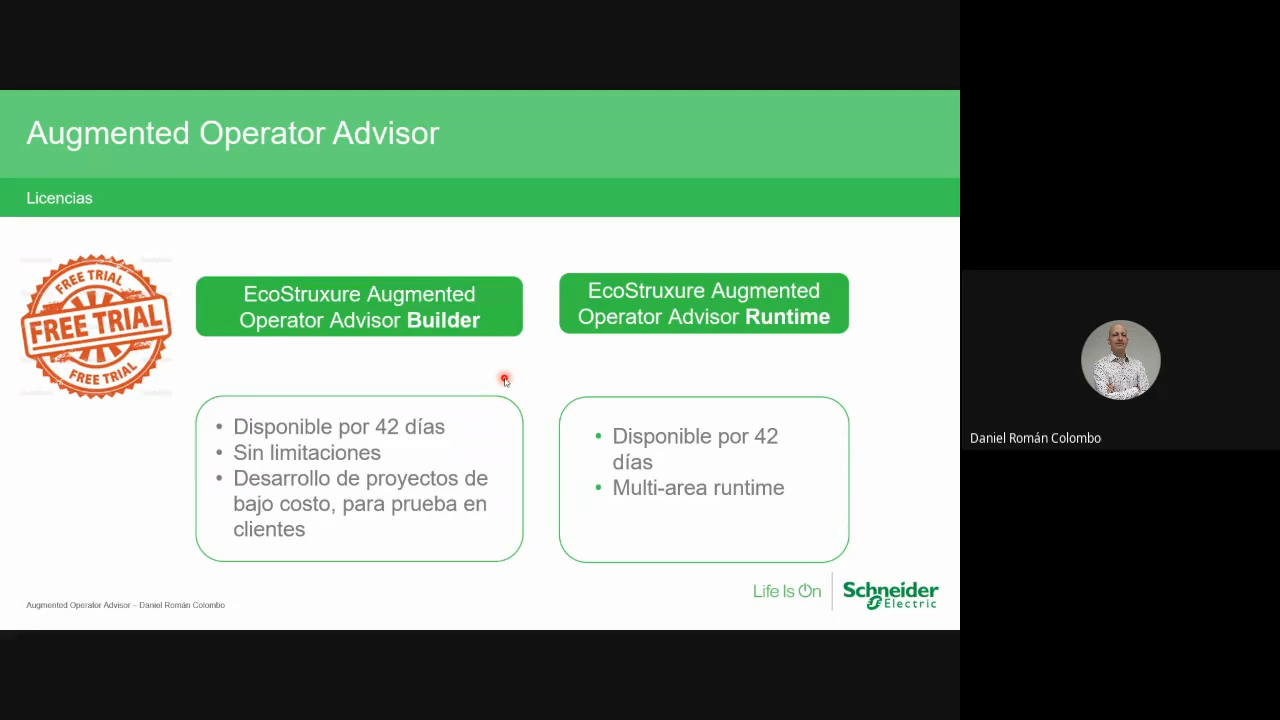 Augmented Operator Advisor
Licencias
FREE TRIAL
FREE TRIAL
FREE TRIAL
EcoStruxure Augmented
Operator Advisor Builder
EcoStruxure Augmented
Operator Advisor Runtime
• Disponible por 42 días
• Sin limitaciones
• Desarrollo de proyectos de
bajo costo, para prueba en
clientes
• Disponible por 42
días
• Multi-area runtime
Augmented Operator Advisor – Daniel Román Colombo
Life Is On
Schneider
Electric
Daniel Román Colombo